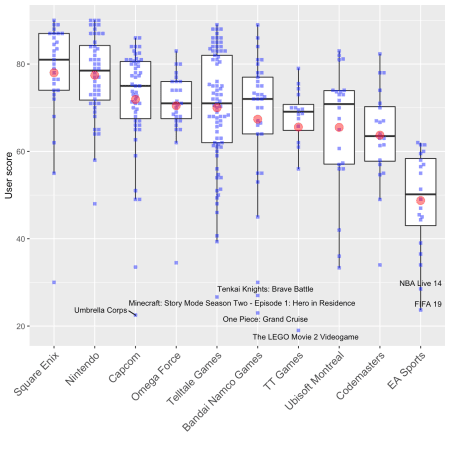 User score
80
60
40
20
NBA Live 14
Tenkai Knights: Brave Battle
Minecraft: Story Mode Season Two - Episode 1: Hero in Residence
FIFA 19
Umbrella Corps
One Piece: Grand Cruise
The LEGO Movie 2 Videogame
Square Enix
Nintendo
Capcom
Omega Force
Telltale Games
Bandai Namco Games
TT Games
Ubisoft Montreal
Codemasters
EA Sports